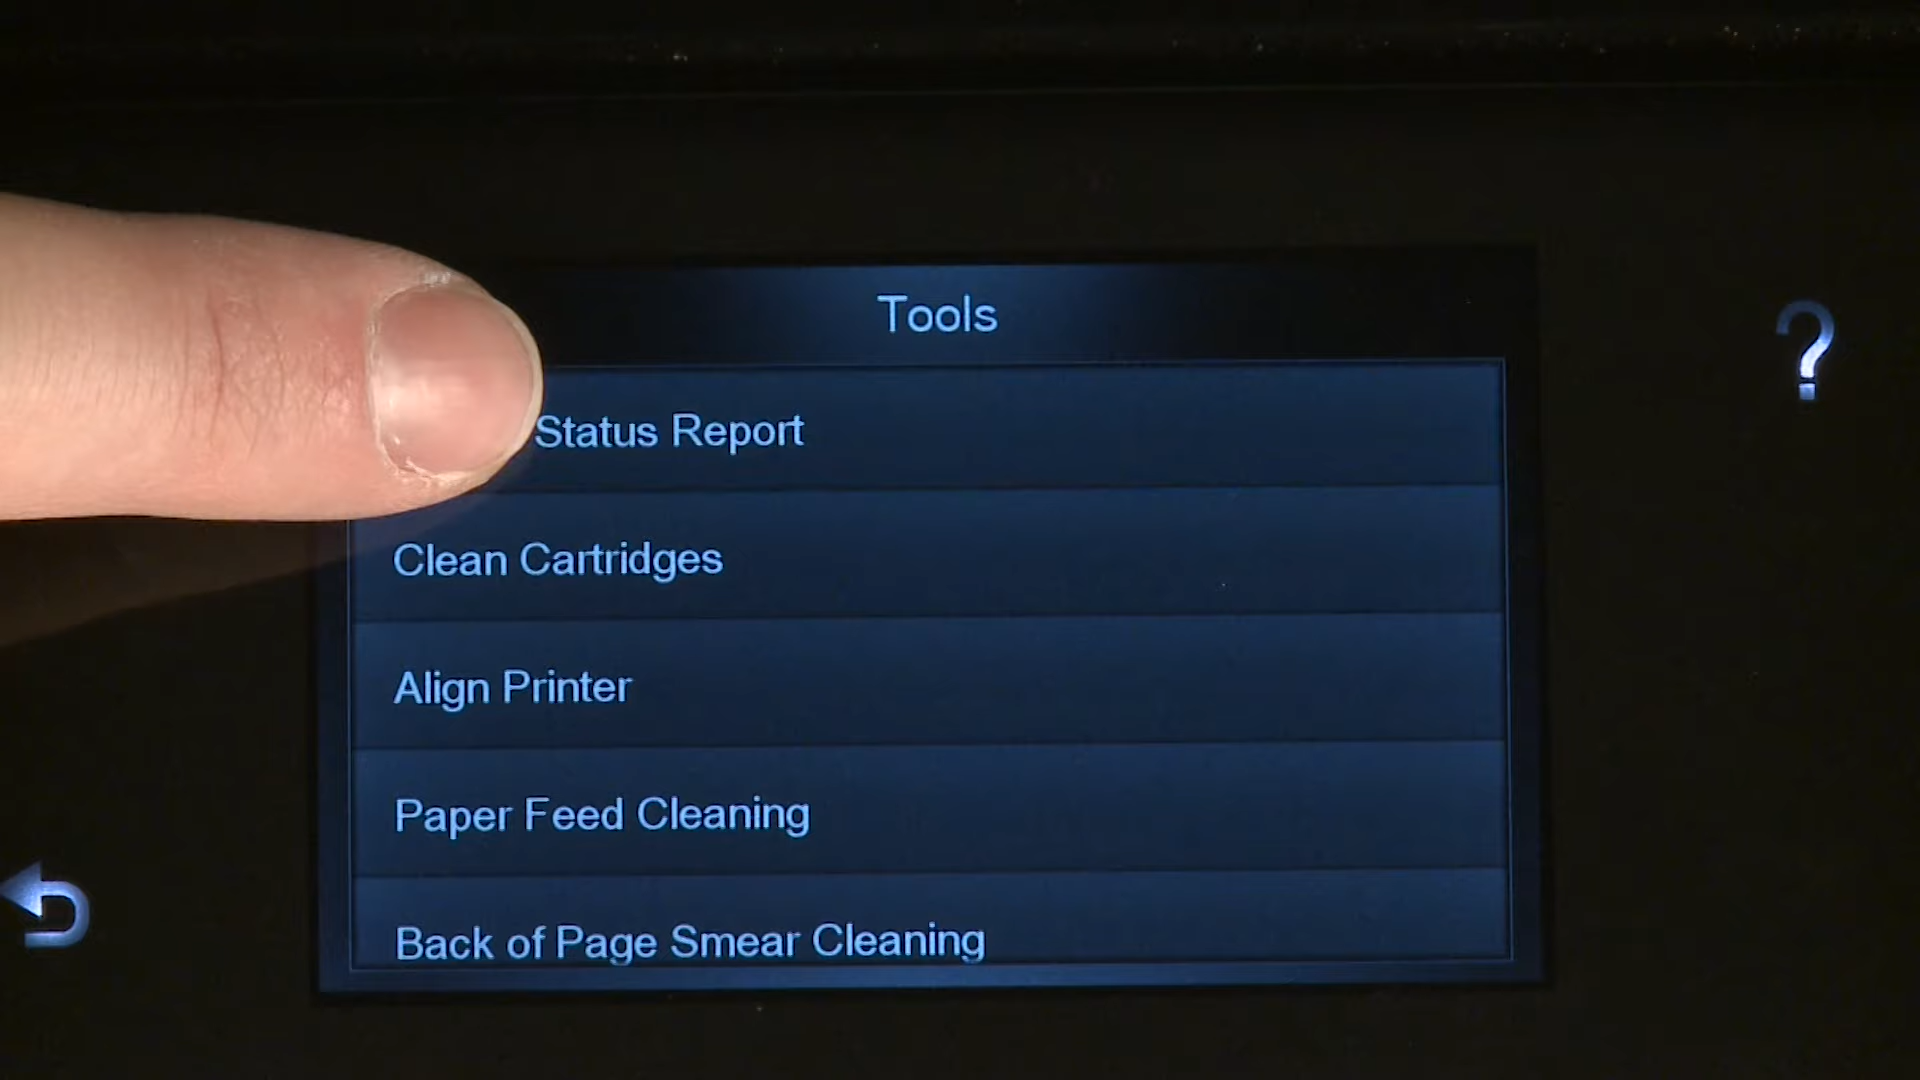 Tools
Status Report
Clean Cartridges
Align Printer
Paper Feed Cleaning
Back of Page Smear Cleaning
?